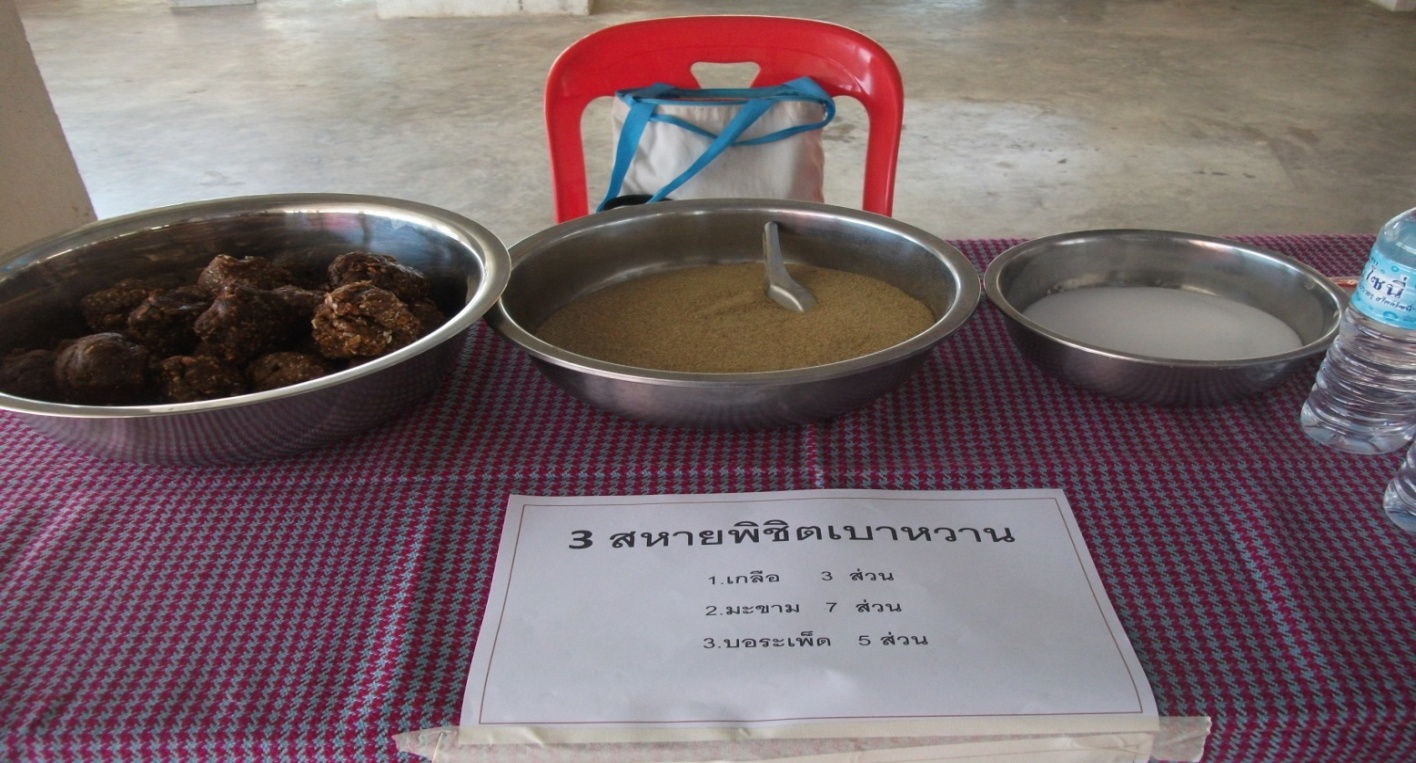 3 สหายพิชิตเบาหวาน
1.เกลือ 3 ส่วน
2.มะขาม 7 ส่วน
3.บอระเพ็ด 5 ส่วน